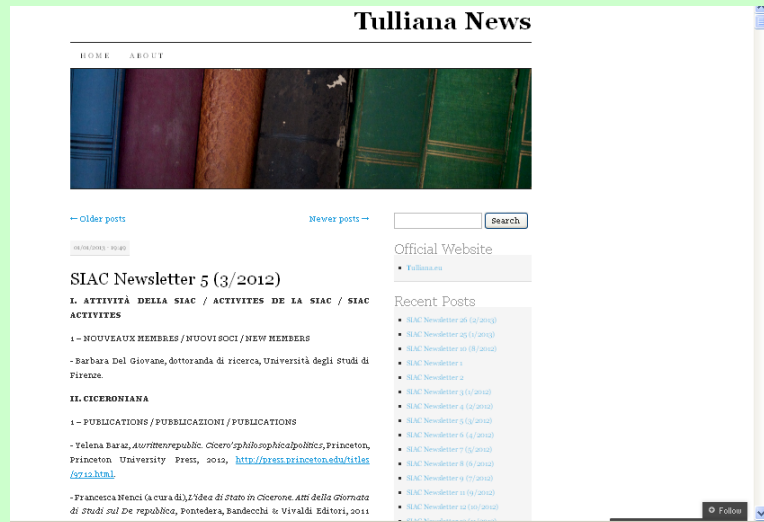 Tulliana News
HOME ABOUT
← Older posts
Newer posts →
Search
SIAC Newsletter 5 (3/2012)
I. ATTIVITÀ DELLA SIAC / ACTIVITES DE LA SIAC / SIAC
ACTIVITES
1 – NOUVEAUX MEMBRES / NUOVI SOCI / NEW MEMBERS
- Barbara Del Giovane, dottoranda di ricerca, Università degli Studi di
Firenze.
II. CICERONIANA
1 – PUBLICATIONS / PUBBLICAZIONI / PUBLICATIONS
- Yelena Baraz, Awrittenrepublic. Cicero'sphilosophicalpolitics, Princeton,
Princeton University Press, 2012, http://press.princeton.edu/titles
/9712.html.
- Francesca Nenci (a cura di),L'idea di Stato in Cicerone. Atti della Giornata
di Studi sul De republica, Pontedera, Bandecchi & Vivaldi Editori, 2011
Official Website
Tulliana.eu
Recent Posts
SIAC Newsletter 26 (2/2013)
SIAC Newsletter 25 (1/2013)
SIAC Newsletter 10 (8/2012)
SIAC Newsletter 1
SIAC Newsletter 2
SIAC Newsletter 3 (1/2012)
SIAC Newsletter 4 (2/2012)
SIAC Newsletter 5 (3/2012)
SIAC Newsletter 6 (4/2012)
SIAC Newsletter 7 (5/2012)
SIAC Newsletter 8 (6/2012)
SIAC Newsletter 9 (7/2012)
SIAC Newsletter 11 (9/2012)
SIAC Newsletter 12 (10/2012)
Follow